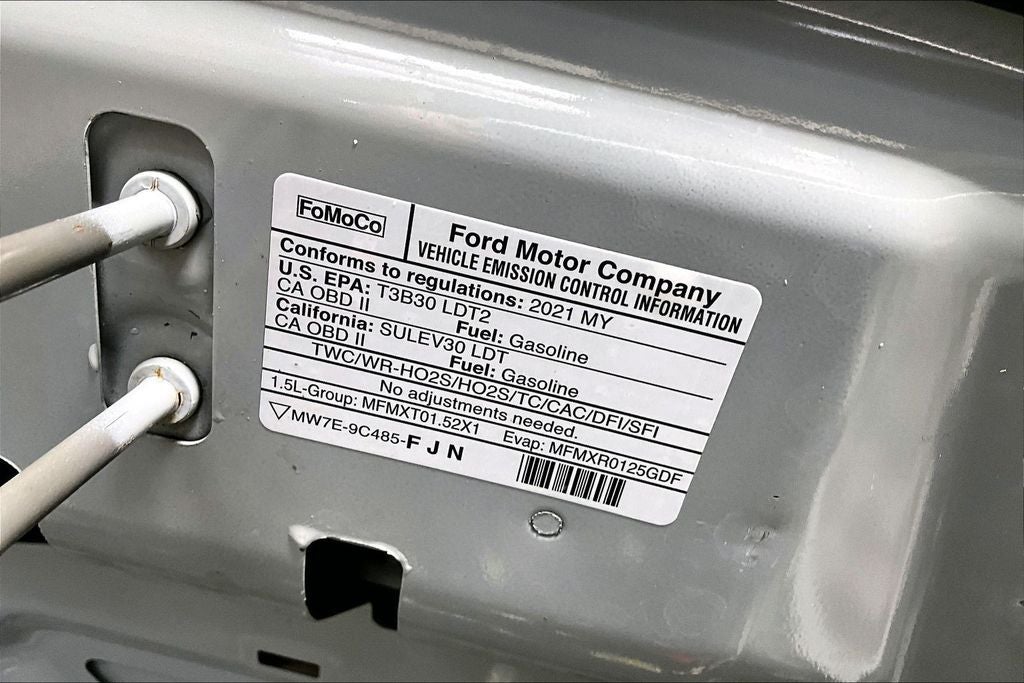 FoMoCo
Ford Motor Company
VEHICLE EMISSION CONTROL INFORMATION
Conforms to regulations: 2021 MY
U.S. EPA: T3B30 LDT2
CA OBD II Fuel: Gasoline
California: SULEV30 LDT
CA OBD II Fuel: Gasoline
TWC/WR-HO2S/HO2S/TC/CAC/DFI/SFI
No adjustments needed.
1.5L-Group: MFMXT01.52X1 Evap: MFMXR0125GDF
MW7E-9C485-F J N